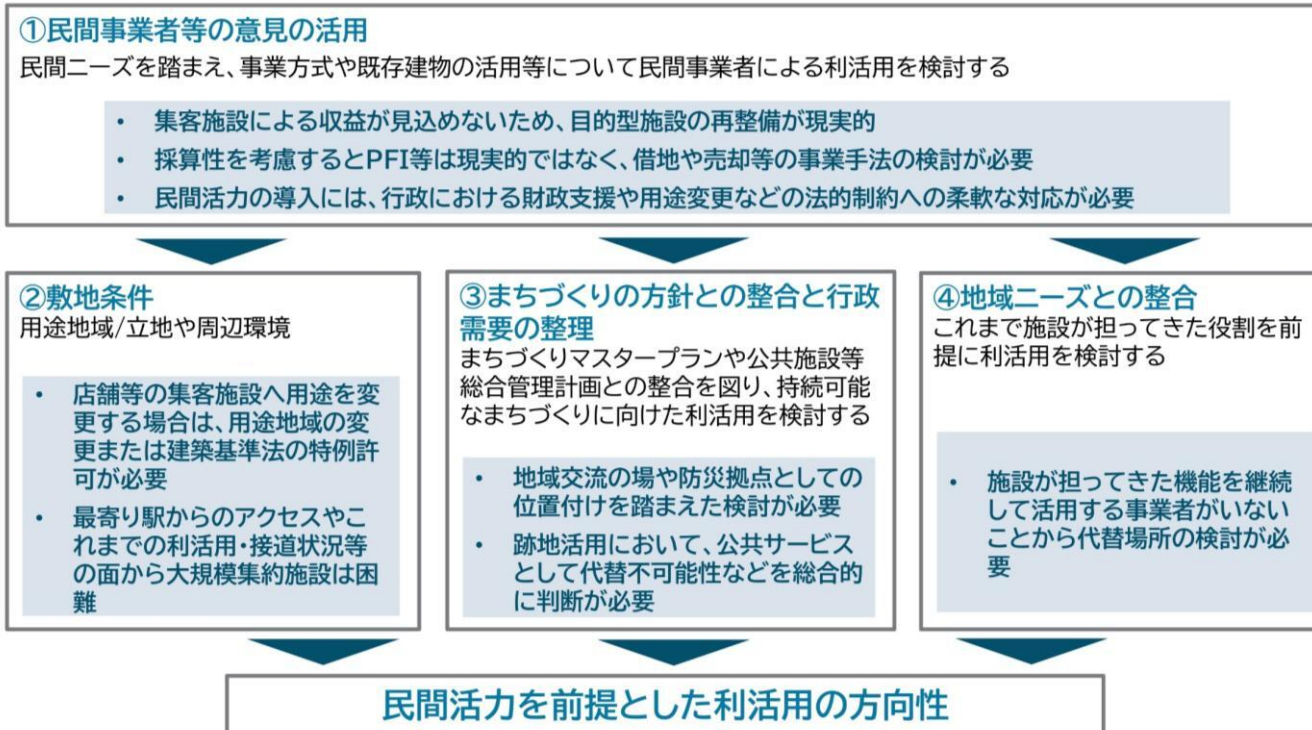 ①民間事業者等の意見の活用
民間ニーズを踏まえ、事業方式や既存建物の活用等について民間事業者による利活用を検討する
• 集客施設による収益が見込めないため、目的型施設の再整備が現実的
• 採算性を考慮するとPFI等は現実的ではなく、借地や売却等の事業手法の検討が必要
• 民間活力の導入には、行政における財政支援や用途変更などの法的制約への柔軟な対応が必要
②敷地条件
用途地域/立地や周辺環境
• 店舗等の集客施設へ用途を変
更する場合は、用途地域の変
更または建築基準法の特例許
可が必要
• 最寄り駅からのアクセスやこ
れまでの利活用・接道状況等
の面から大規模集約施設は困
難
③まちづくりの方針との整合と行政
需要の整理
まちづくりマスタープランや公共施設等
総合管理計画との整合を図り、持続可能
なまちづくりに向けた利活用を検討する
• 地域交流の場や防災拠点としての
位置付けを踏まえた検討が必要
• 跡地活用において、公共サービス
として代替不可能性などを総合的
に判断が必要
④地域ニーズとの整合
これまで施設が担ってきた役割を前
提に利活用を検討する
• 施設が担ってきた機能を継続
して活用する事業者がいない
ことから代替場所の検討が必
要
民間活力を前提とした利活用の方向性